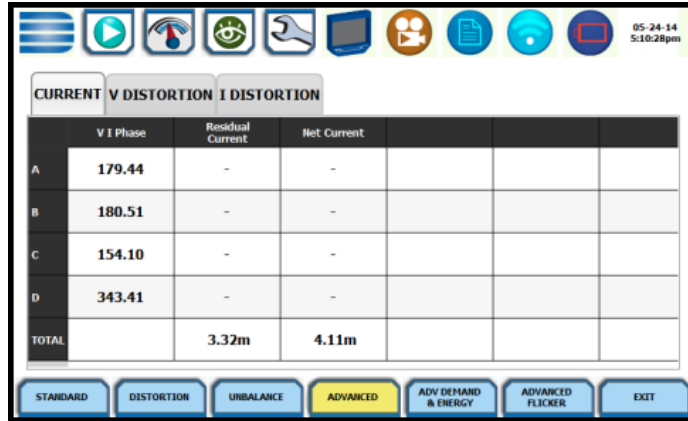 05-24-14
5:10:28pm
CURRENT V DISTORTION I DISTORTION
V I Phase Residual Current Net Current
A 179.44 - -
B 180.51 - -
C 154.10 - -
D 343.41 - -
TOTAL 3.32m 4.11m
STANDARD DISTORTION UNBALANCE ADVANCED ADV DEMAND & ENERGY ADVANCED FLICKER EXIT